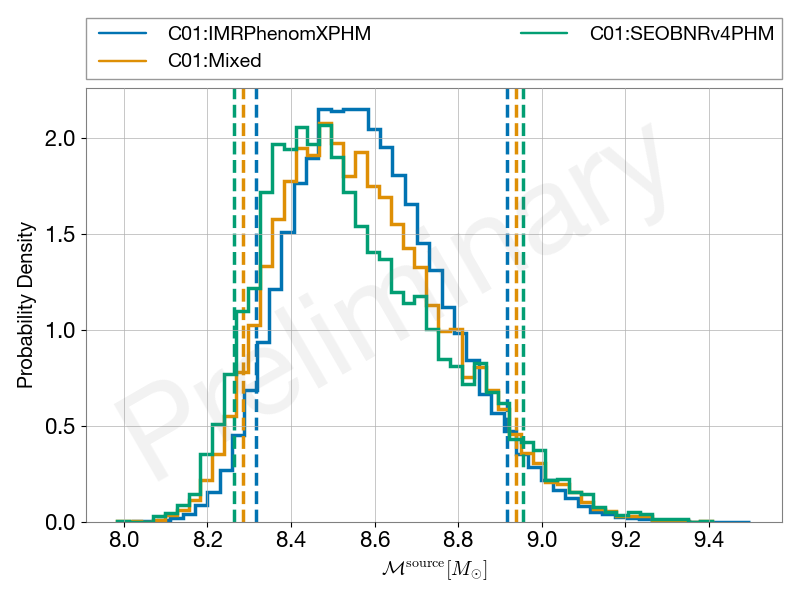 C01:IMRPhenomXPHM
C01:SEOBNRv4PHM
C01:Mixed
Preliminary
Probability Density
2.0
1.5
1.0
0.5
0.0
8.0 8.2 8.4 8.6 8.8 9.0 9.2 9.4
ℳ^source [M_⊙]